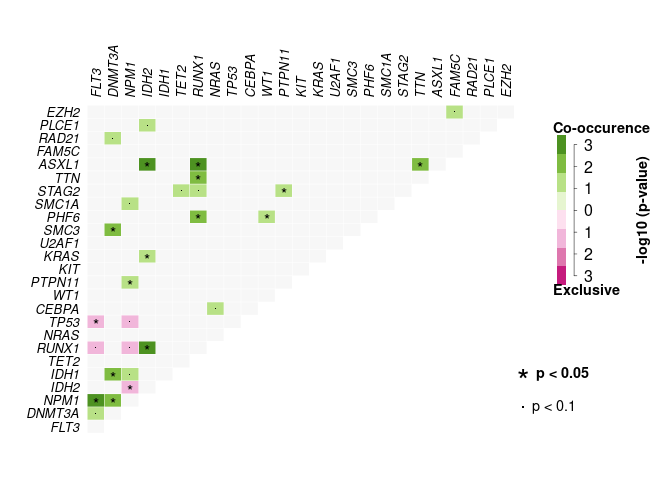 FLT3
DNMT3A
NPM1
IDH2
IDH1
TET2
RUNX1
NRAS
TP53
CEBPA
WT1
PTPN11
KIT
KRAS
U2AF1
SMC3
PHF6
SMC1A
STAG2
TTN
ASXL1
FAM5C
RAD21
PLCE1
EZH2
EZH2
PLCE1
RAD21
FAM5C
ASXL1
TTN
STAG2
SMC1A
PHF6
SMC3
U2AF1
KRAS
KIT
PTPN11
WT1
CEBPA
TP53
NRAS
RUNX1
TET2
IDH1
IDH2
NPM1
DNMT3A
FLT3
Co-occurence
3
2
1
0
1
2
3
Exclusive
-log10 (p-value)
* p < 0.05
· p < 0.1